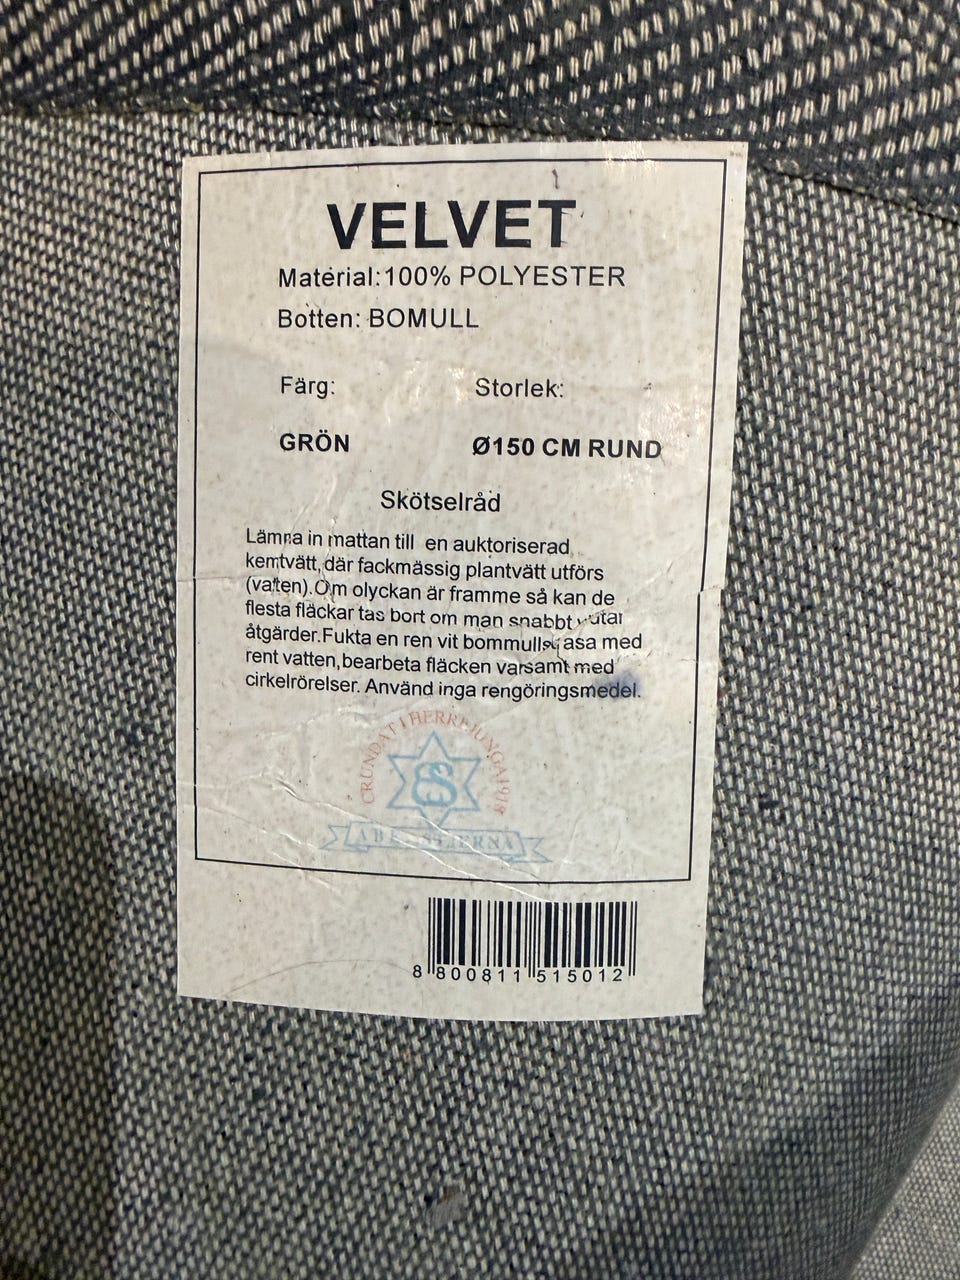 VELVET
Material:100% POLYESTER
Botten: BOMULL
Färg: Storlek:
GRÖN Ø150 CM RUND
Skötselråd
Lämna in mattan till en auktoriserad
kemtvätt,där fackmässig plantvätt utförs
(vatten).Om olyckan är framme så kan de
flesta fläckar tas bort om man snabbt
åtgärder.Fukta en ren vit med
rent vatten,bearbeta fläcken varsamt med
cirkelrörelser. Använd inga rengöringsmedel.
GRUNDAT I HERRLJUNGA 1918
8 800811 515012